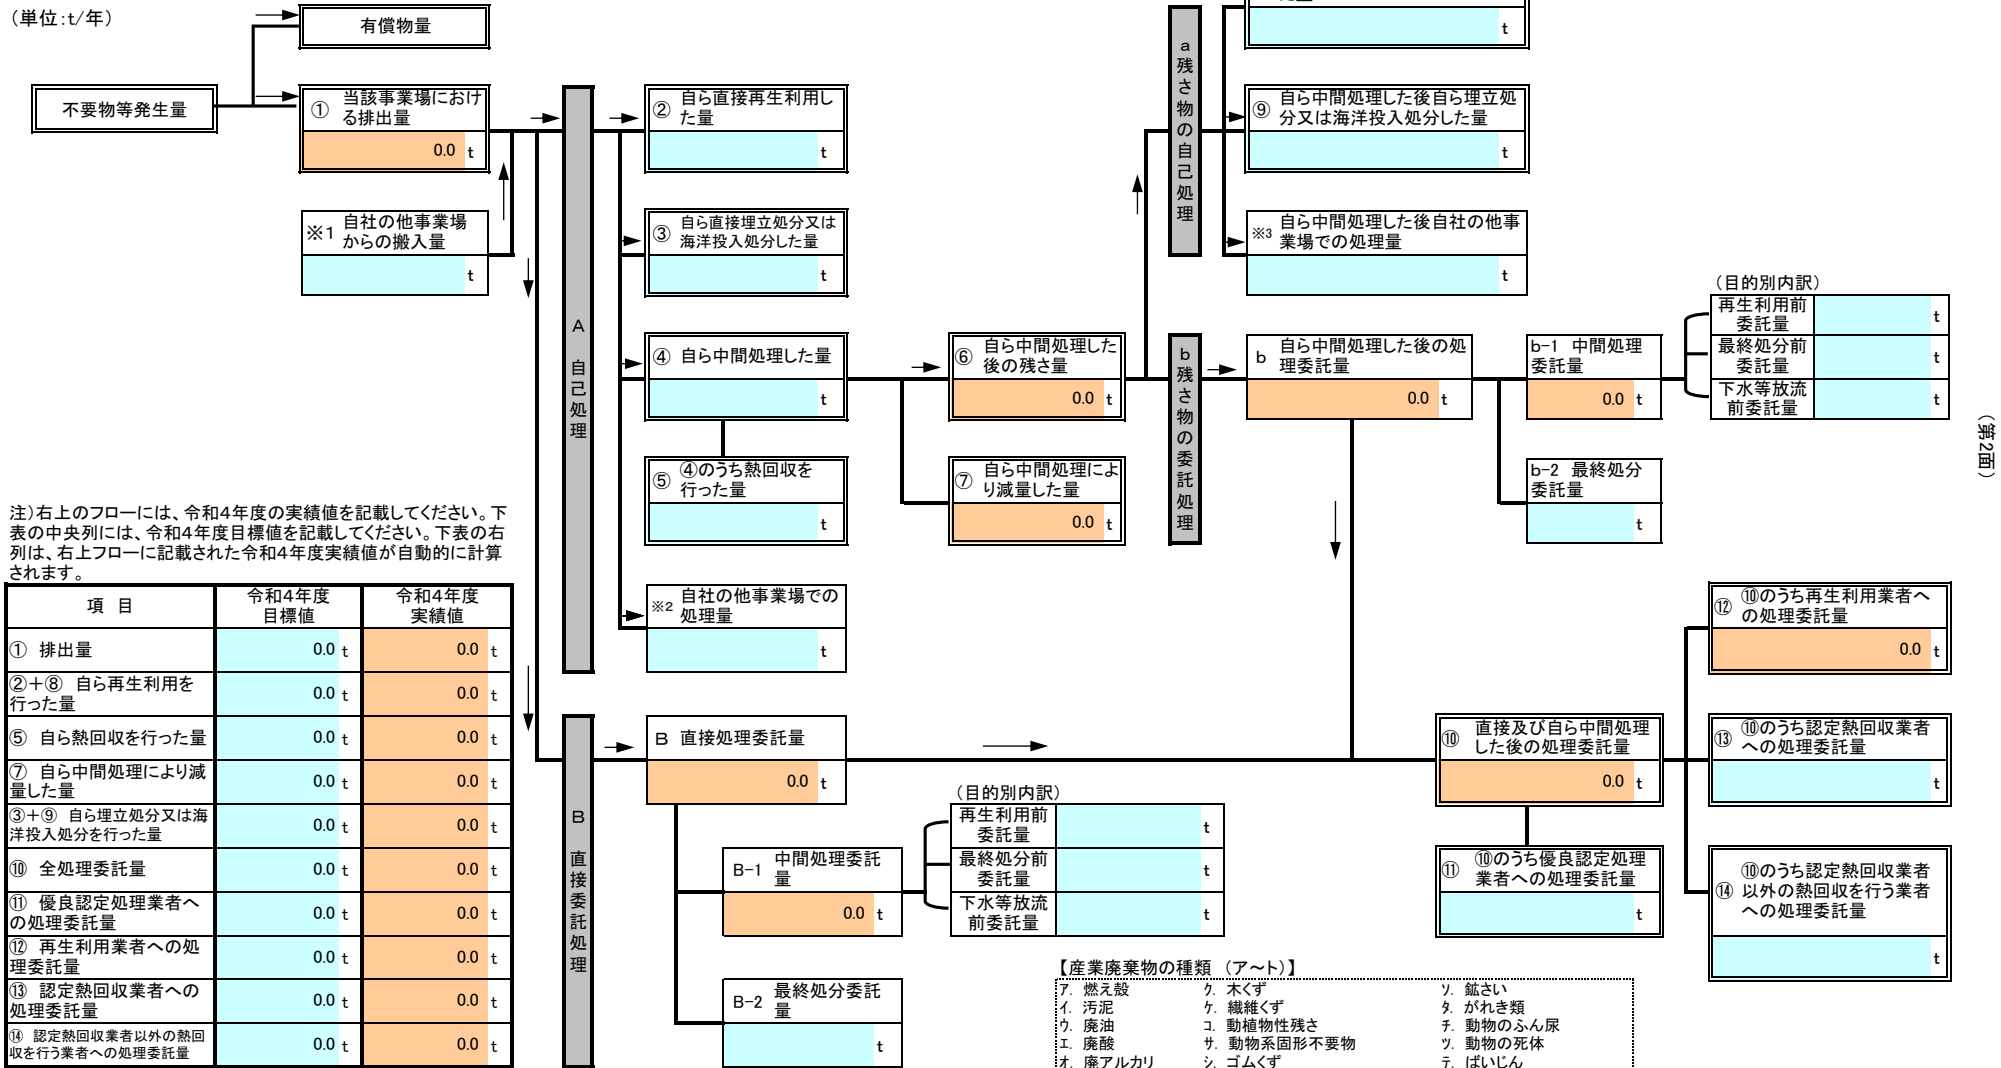 (単位:t/年)
有償物量
不要物等発生量
① 当該事業場におけ
る排出量
0.0 t
※1 自社の他事業場
からの搬入量
t
A 自己処理
② 自ら直接再生利用し
た量
t
③ 自ら直接埋立処分又は
海洋投入処分した量
t
④ 自ら中間処理した量
t
⑤ ④のうち熱回収を
行った量
t
※2 自社の他事業場での
処理量
t
⑥ 自ら中間処理した
後の残さ量
0.0 t
⑦ 自ら中間処理によ
り減量した量
0.0 t
a 残さ物の自己処理
t
⑨ 自ら中間処理した後自ら埋立処
分又は海洋投入処分した量
t
※3 自ら中間処理した後自社の他事
業場での処理量
t
b 残さ物の委託処理
b 自ら中間処理した後の処
理委託量
0.0 t
b-1 中間処理
委託量
0.0 t
b-2 最終処分
委託量
t
(目的別内訳)
再生利用前
委託量
t
最終処分前
委託量
t
下水等放流
前委託量
t
(第2面)
注)右上のフローには、令和4年度の実績値を記載してください。下
表の中央列には、令和4年度目標値を記載してください。下表の右
列は、右上フローに記載された令和4年度実績値が自動的に計算
されます。
項 目 令和4年度 目標値 令和4年度 実績値
① 排出量 0.0 t 0.0 t
②+⑧ 自ら再生利用を
行った量 0.0 t 0.0 t
⑤ 自ら熱回収を行った量 0.0 t 0.0 t
⑦ 自ら中間処理により減
量した量 0.0 t 0.0 t
③+⑨ 自ら埋立処分又は海
洋投入処分を行った量 0.0 t 0.0 t
⑩ 全処理委託量 0.0 t 0.0 t
⑪ 優良認定処理業者へ
の処理委託量 0.0 t 0.0 t
⑫ 再生利用業者への処
理委託量 0.0 t 0.0 t
⑬ 認定熱回収業者への
処理委託量 0.0 t 0.0 t
⑭ 認定熱回収業者以外の熱回
収を行う業者への処理委託量 0.0 t 0.0 t
B 直接委託処理
B 直接処理委託量
0.0 t
B-1 中間処理委託
量
0.0 t
B-2 最終処分委託
量
t
(目的別内訳)
再生利用前
委託量
t
最終処分前
委託量
t
下水等放流
前委託量
t
⑩ 直接及び自ら中間処理
した後の処理委託量
0.0 t
⑪ ⑩のうち優良認定処理
業者への処理委託量
t
⑫ ⑩のうち再生利用業者へ
の処理委託量
0.0 t
⑬ ⑩のうち認定熱回収業者
への処理委託量
t
⑭ ⑩のうち認定熱回収業者
以外の熱回収を行う業者
への処理委託量
t
【産業廃棄物の種類 (ア〜ト)】
ア. 燃え殻 ク. 木くず ソ. 鉱さい
イ. 汚泥 ケ. 繊維くず タ. がれき類
ウ. 廃油 コ. 動植物性残さ チ. 動物のふん尿
エ. 廃酸 サ. 動物系固形不要物 ツ. 動物の死体
オ. 廃アルカリ シ. ゴムくず テ. ばいじん